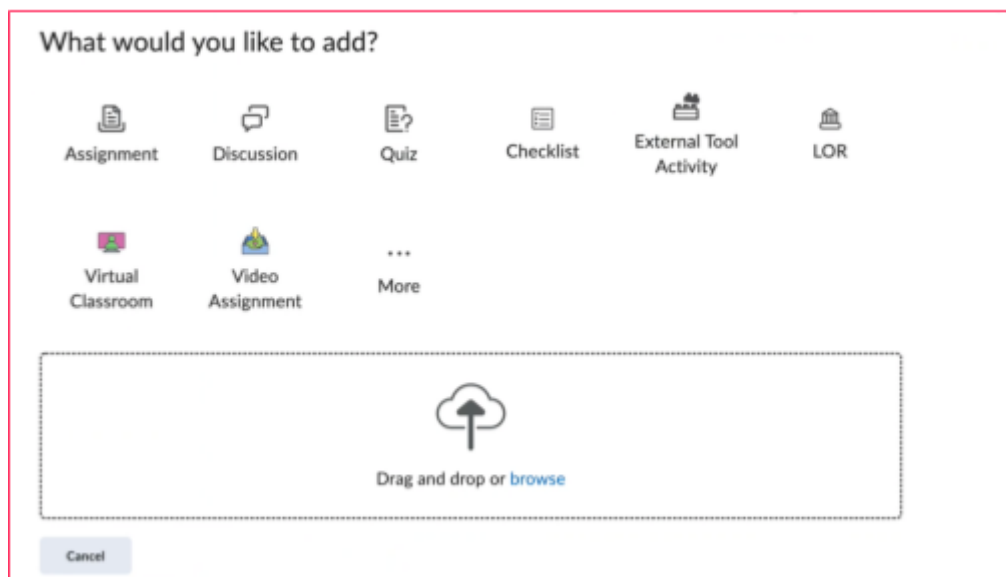 What would you like to add?
Assignment
Discussion
Quiz
Checklist
External Tool
Activity
LOR
Virtual
Classroom
Video
Assignment
More
Drag and drop or browse
Cancel